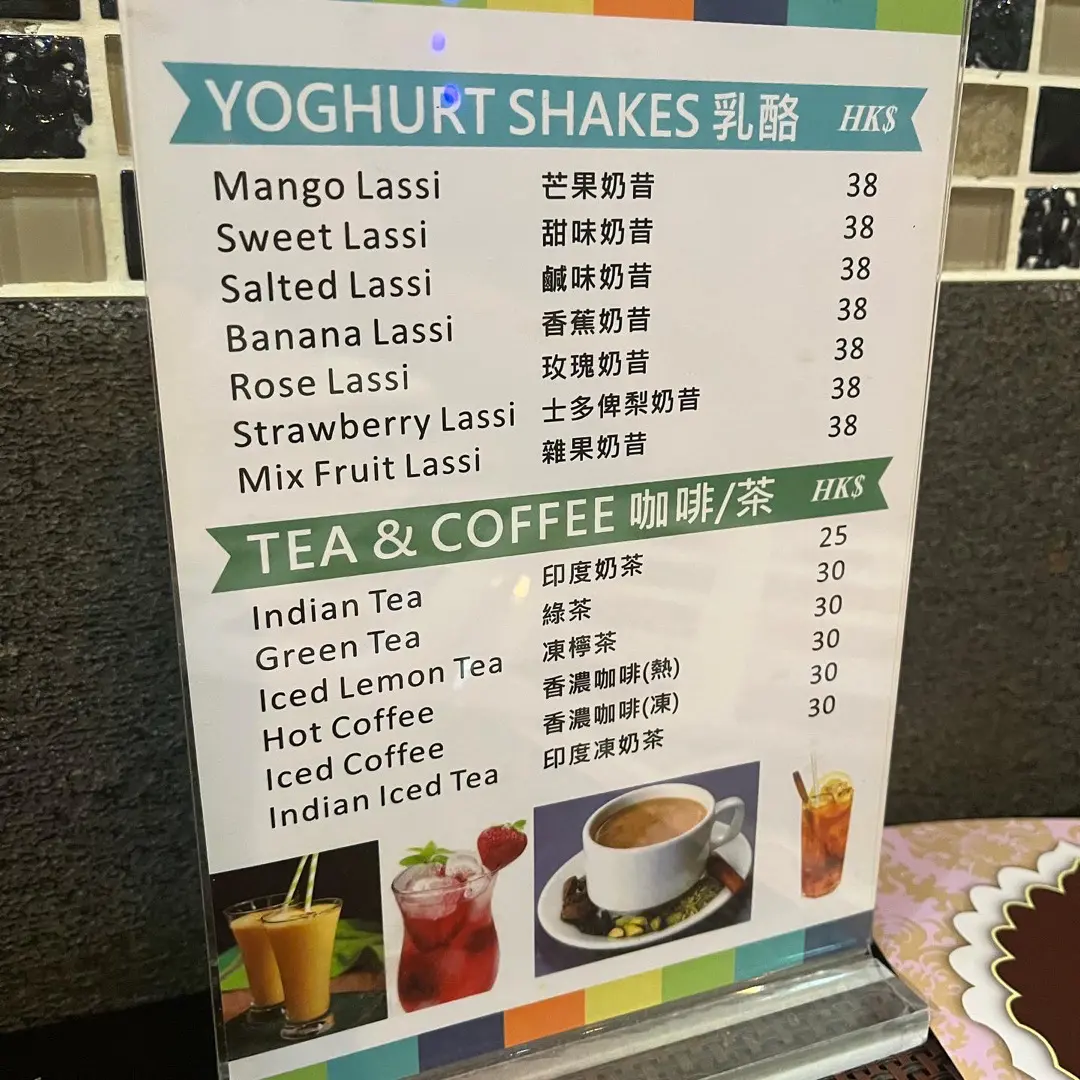 YOGHURT SHAKES 乳酪 HK$
Mango Lassi 芒果奶昔 38
Sweet Lassi 甜味奶昔 38
Salted Lassi 鹹味奶昔 38
Banana Lassi 香蕉奶昔 38
Rose Lassi 玫瑰奶昔 38
Strawberry Lassi 士多俾梨奶昔 38
Mix Fruit Lassi 雜果奶昔 38
TEA & COFFEE 咖啡/茶 HK$
Indian Tea 印度奶茶 25
Green Tea 綠茶 30
Iced Lemon Tea 凍檸茶 30
Hot Coffee 香濃咖啡(熱) 30
Iced Coffee 香濃咖啡(凍) 30
Indian Iced Tea 印度凍奶茶 30